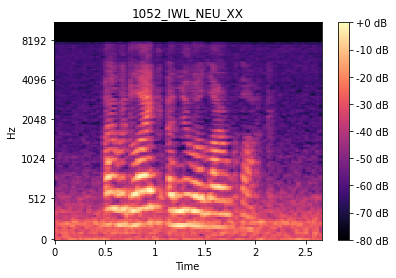 1052_IWL_NEU_XX
+0 dB
8192
-10 dB
4096
-20 dB
-30 dB
2048
Hz
-40 dB
1024
-50 dB
512
-60 dB
-70 dB
0
-80 dB
0 0.5 1 1.5 2 2.5
Time